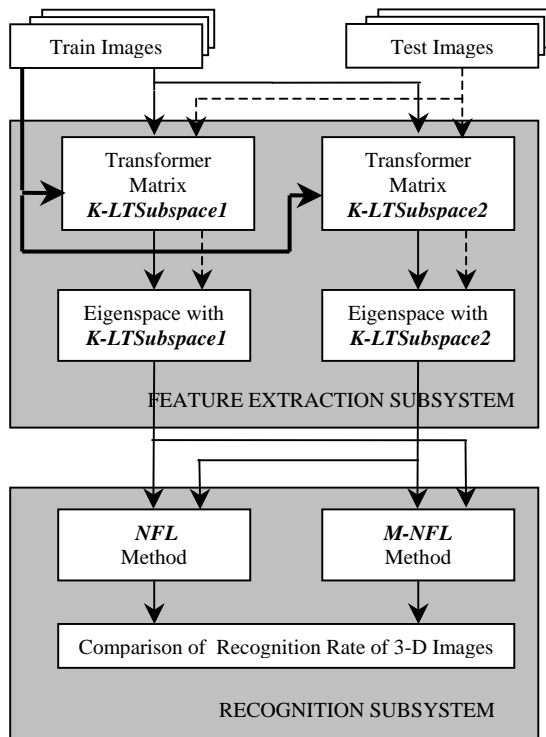 Train Images
Test Images
Transformer
Matrix
K-LTSubspace1
Transformer
Matrix
K-LTSubspace2
Eigenspace with
K-LTSubspace1
Eigenspace with
K-LTSubspace2
FEATURE EXTRACTION SUBSYSTEM
NFL
Method
M-NFL
Method
Comparison of Recognition Rate of 3-D Images
RECOGNITION SUBSYSTEM